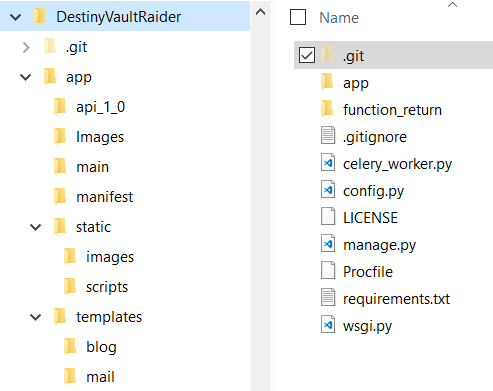 DestinyVaultRaider
.git
app
api_1_0
Images
main
manifest
static
images
scripts
templates
blog
mail
Name
.git
app
function_return
.gitignore
celery_worker.py
config.py
LICENSE
manage.py
Procfile
requirements.txt
wsgi.py